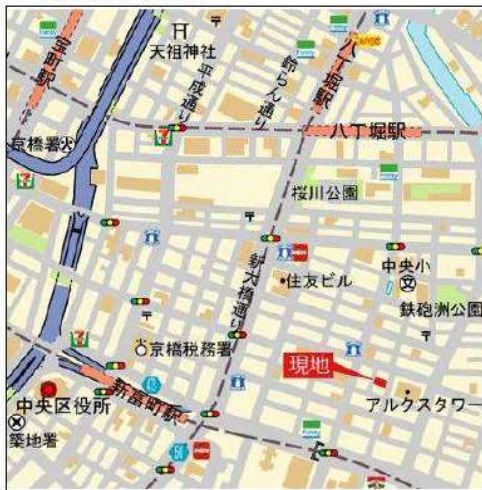 天祖神社
宝町駅
平成通り
鈴らん通り
八丁堀駅
八丁堀駅
京橋署
桜川公園
新大橋通り
住友ビル
中央小
鉄砲洲公園
京橋税務署
現地
新富町駅
アルクスタワー
中央区役所
築地署